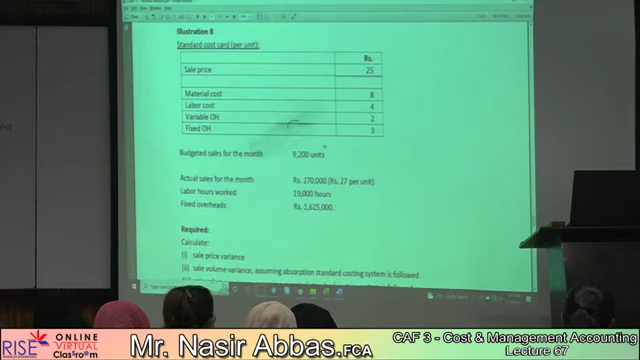 Illustration 8
Standard cost card (per unit):
Rs.
Sale price 25
Material cost 8
Labor cost 4
Variable OH 2
Fixed OH 3
Budgeted sales for the month 9,200 units
Actual sales for the month Rs. 270,000 (Rs. 27 per unit)
Labor hours worked 19,000 hours
Fixed overheads Rs. 1,615,000
Required:
Calculate:
(i) sale price variance
(ii) sale volume variance, assuming absorption standard costing system is followed
RISE ONLINE VIRTUAL Classroom
Mr. Nasir Abbas.FCA
CAF 3 - Cost & Management Accounting
Lecture 67